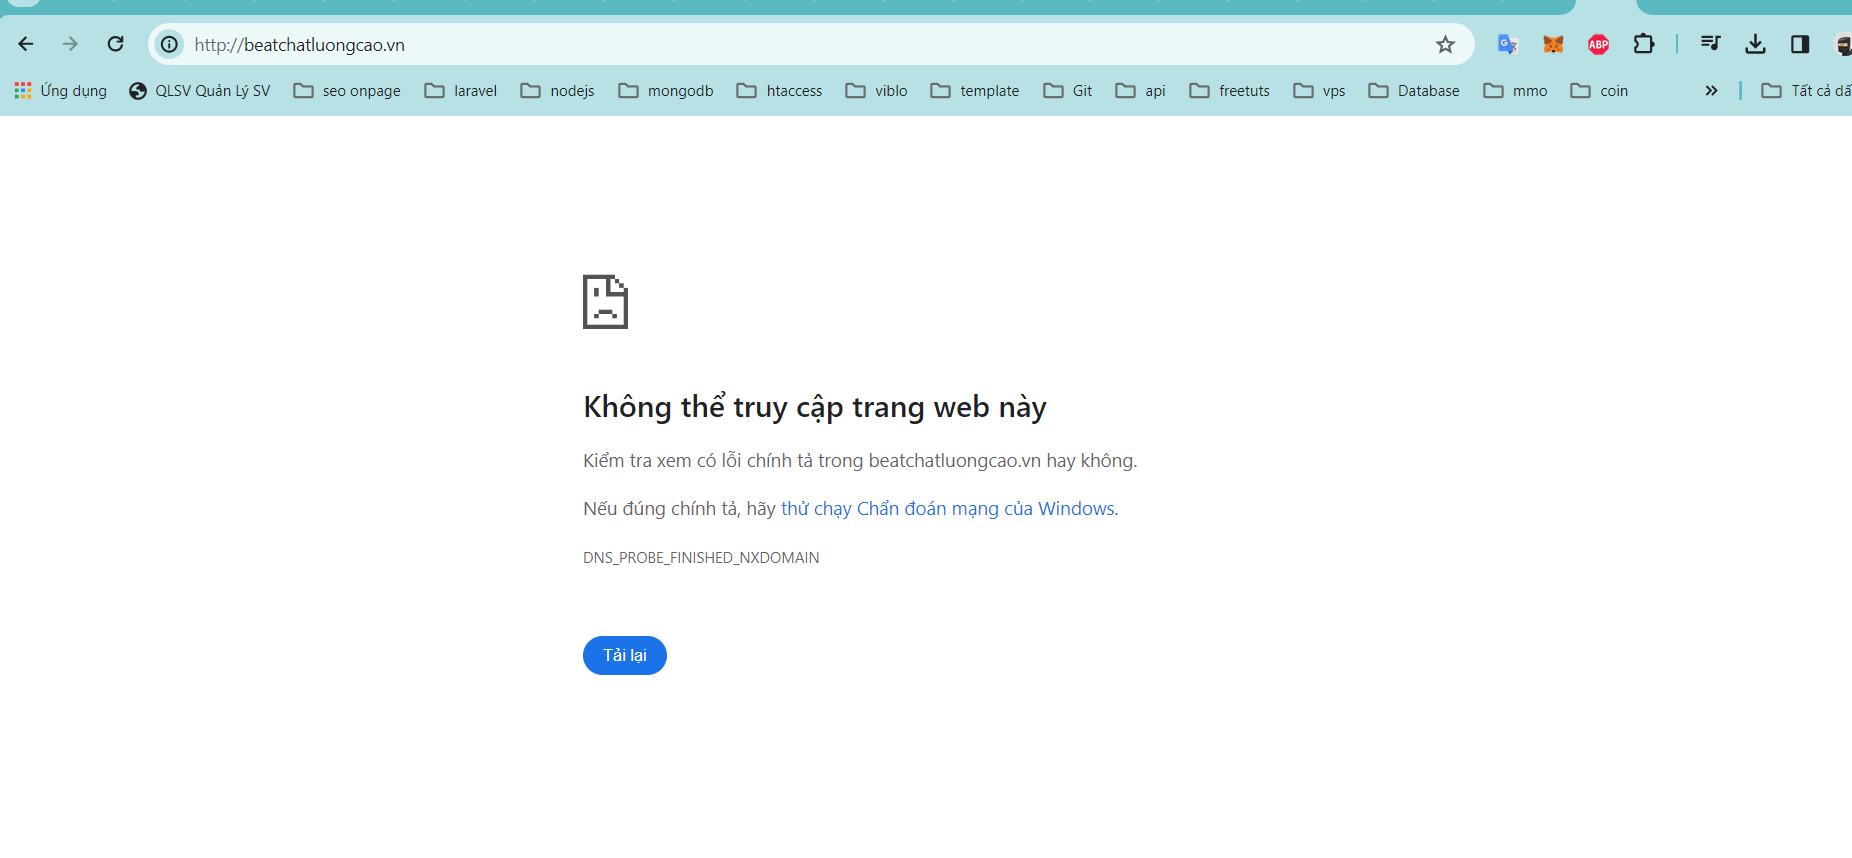 http://beatchatluongcao.vn
ABP
Ứng dụng QLSV Quản Lý SV seo onpage laravel nodejs mongodb htaccess viblo template Git api freetuts vps Database mmo coin » Tất cả dấ
Không thể truy cập trang web này
Kiểm tra xem có lỗi chính tả trong beatchatluongcao.vn hay không.
Nếu đúng chính tả, hãy thử chạy Chẩn đoán mạng của Windows.
DNS_PROBE_FINISHED_NXDOMAIN
Tải lại